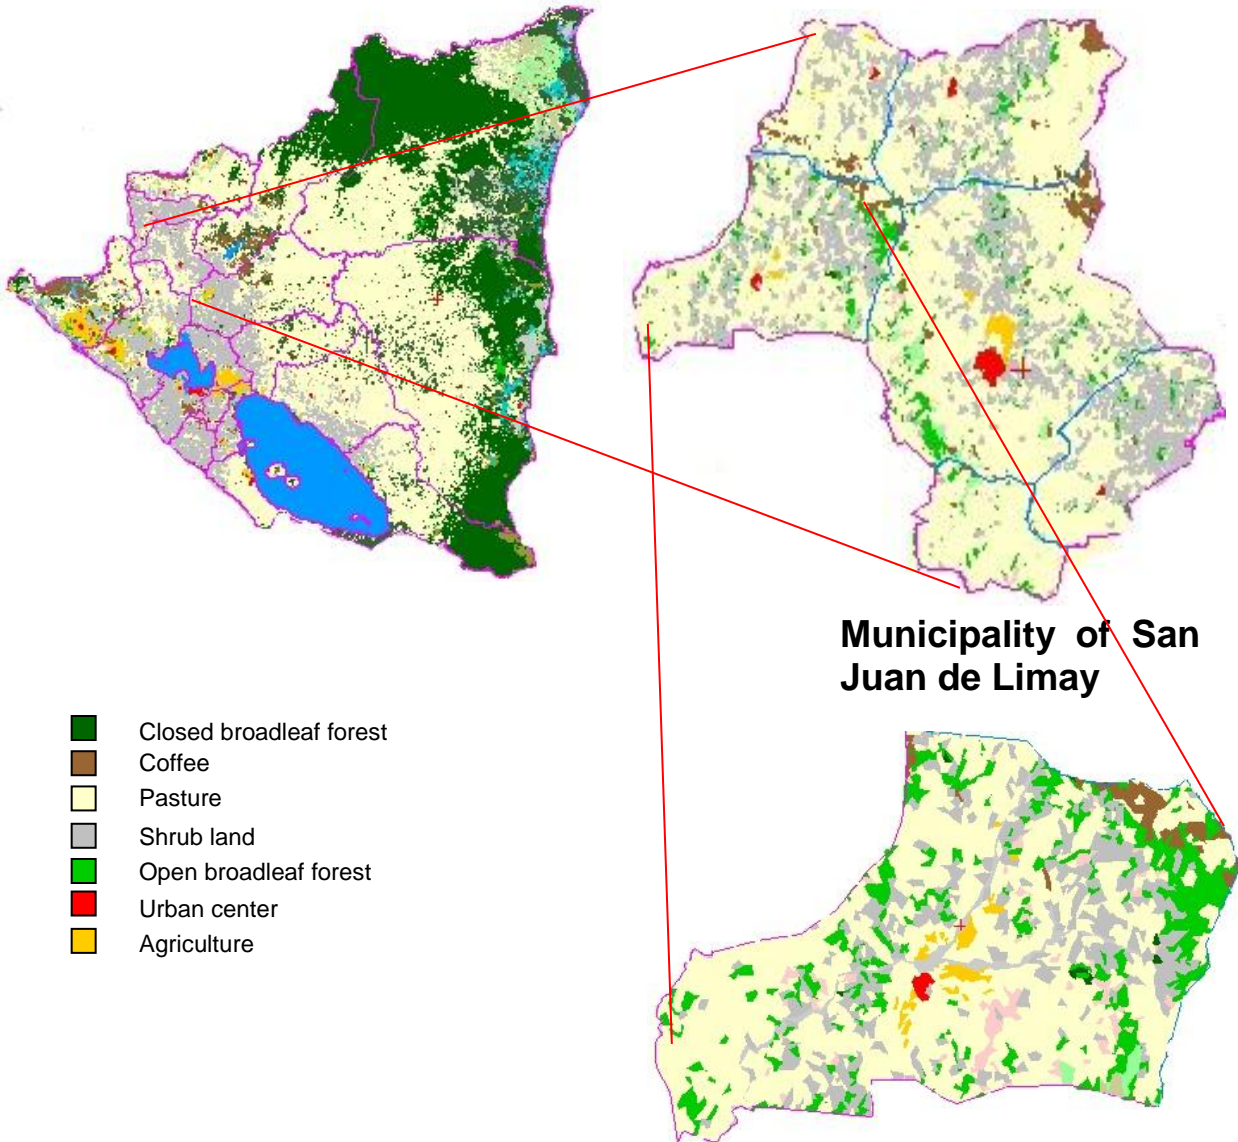 Municipality of San
Juan de Limay
Closed broadleaf forest
Coffee
Pasture
Shrub land
Open broadleaf forest
Urban center
Agriculture